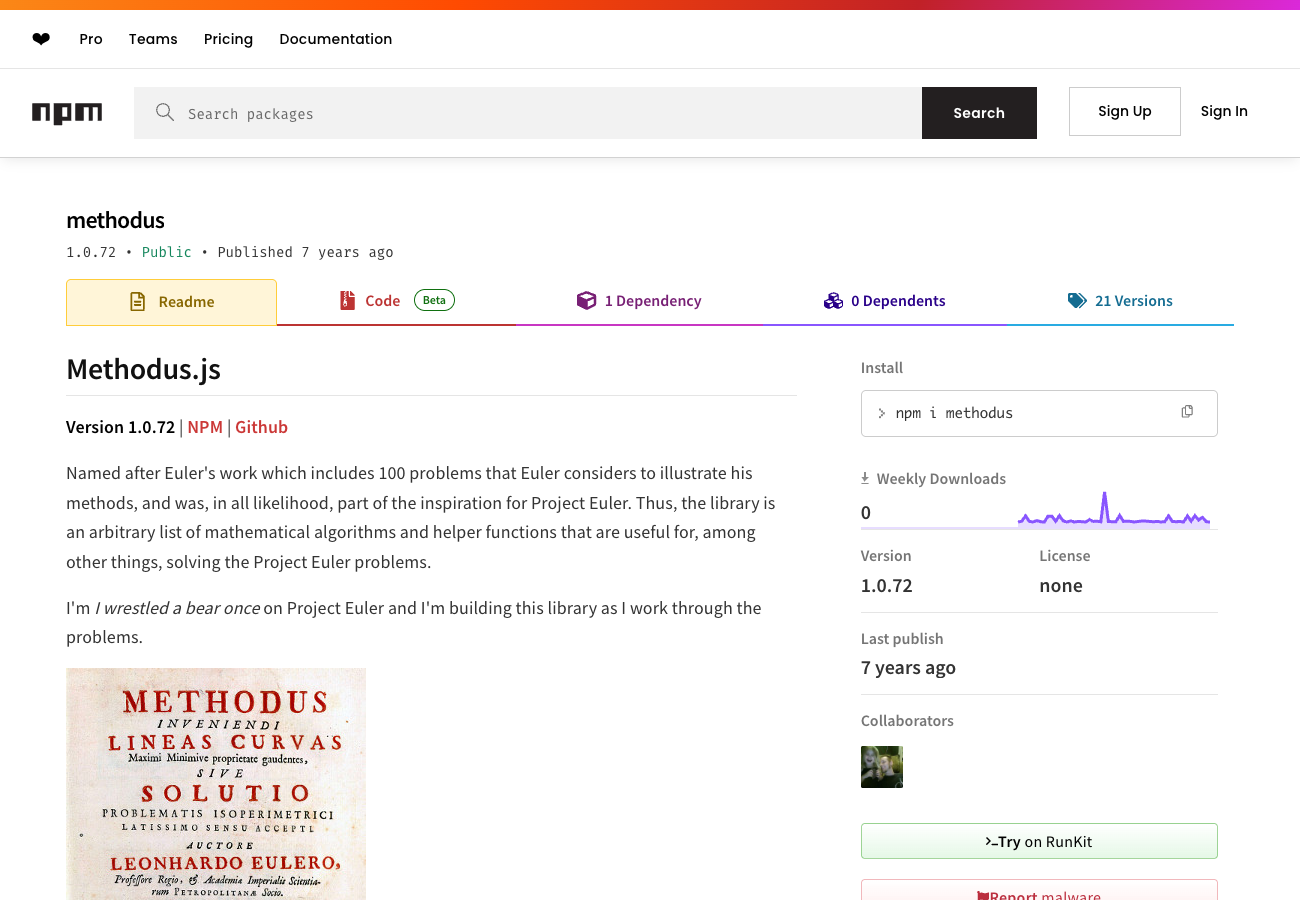 ❤
Pro
Teams
Pricing
Documentation
npm
Search packages
Search
Sign Up
Sign In
methodus
1.0.72 • Public • Published 7 years ago
Readme
Code Beta
1 Dependency
0 Dependents
21 Versions
Methodus.js
Version 1.0.72 | NPM | Github
Named after Euler's work which includes 100 problems that Euler considers to illustrate his
methods, and was, in all likelihood, part of the inspiration for Project Euler. Thus, the library is
an arbitrary list of mathematical algorithms and helper functions that are useful for, among
other things, solving the Project Euler problems.
I'm I wrestled a bear once on Project Euler and I'm building this library as I work through the
problems.
METHODUS
INVENIENDI
LINEAS CURVAS
Maximi Minimive proprietate gaudentes,
SIVE
SOLUTIO
PROBLEMATIS ISOPERIMETRICI
LATISSIMO SENSU ACCEPTI
AUCTORE
LEONHARDO EULERO,
Professore Regio, & Academiæ Imperialis Scientia-
rum PETROPOLITANÆ Socio.
Install
npm i methodus
Weekly Downloads
0
Version
1.0.72
License
none
Last publish
7 years ago
Collaborators
Try on RunKit
Report malware